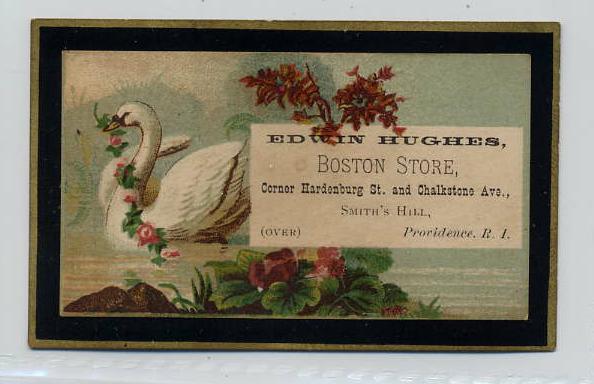 EDWIN HUGHES,
BOSTON STORE,
Corner Hardenburg St. and Chalkstone Ave.,
SMITH'S HILL,
(OVER) Providence, R. I.